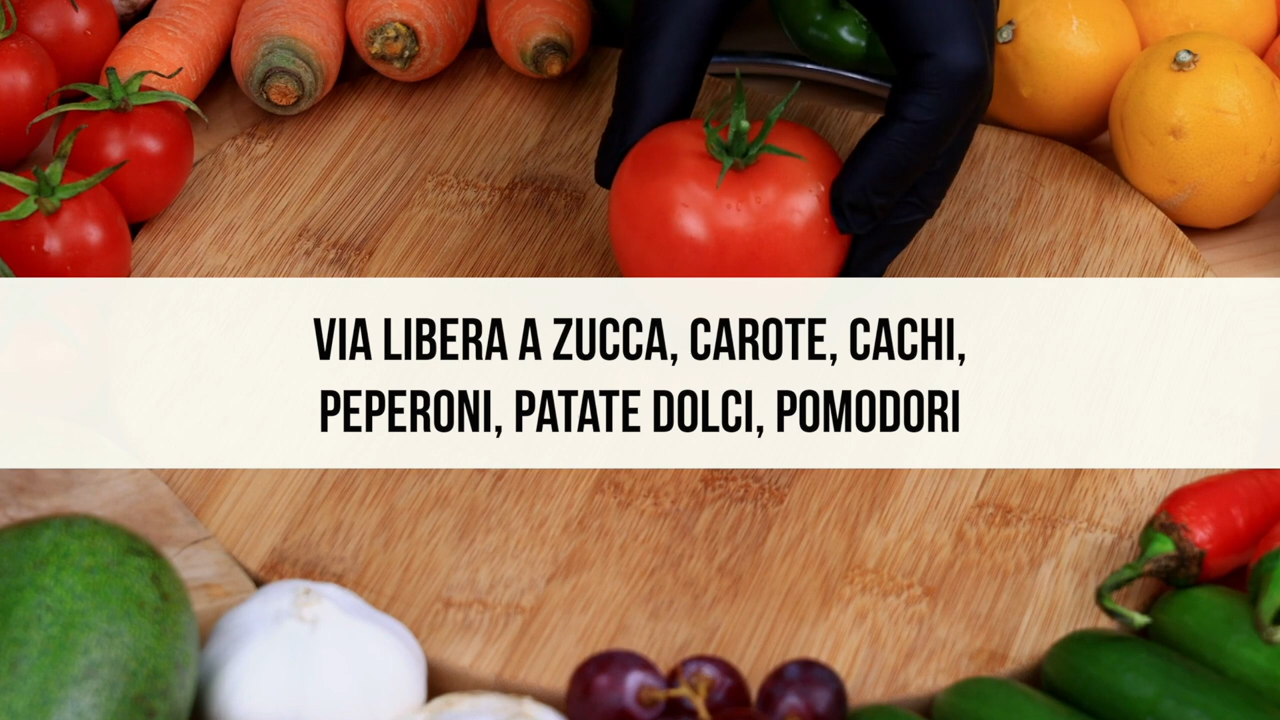 VIA LIBERA A ZUCCA, CAROTE, CACHI,
PEPERONI, PATATE DOLCI, POMODORI